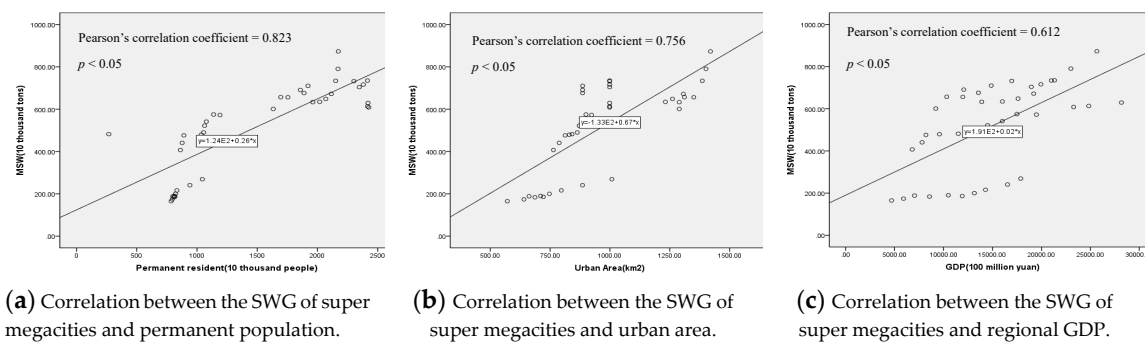 Pearson's correlation coefficient = 0.823
p < 0.05
y=1.24E2+0.26*x
MSW(10 thousand tons)
1000.00
800.00
600.00
400.00
200.00
.00
0
500
1000
1500
2000
2500
Permanent resident(10 thousand people)
(a) Correlation between the SWG of super
megacities and permanent population.
Pearson's correlation coefficient = 0.756
p < 0.05
y=-1.33E2+0.67*x
MSW(10 thousand tons)
1000.00
800.00
600.00
400.00
200.00
.00
500.00
750.00
1000.00
1250.00
1500.00
Urban Area(km2)
(b) Correlation between the SWG of
super megacities and urban area.
Pearson's correlation coefficient = 0.612
p < 0.05
y=1.91E2+0.02*x
MSW(10 thousand tons)
1000.00
800.00
600.00
400.00
200.00
.00
.00
5000.00
10000.00
15000.00
20000.00
25000.00
30000.
GDP(100 million yuan)
(c) Correlation between the SWG of
super megacities and regional GDP.